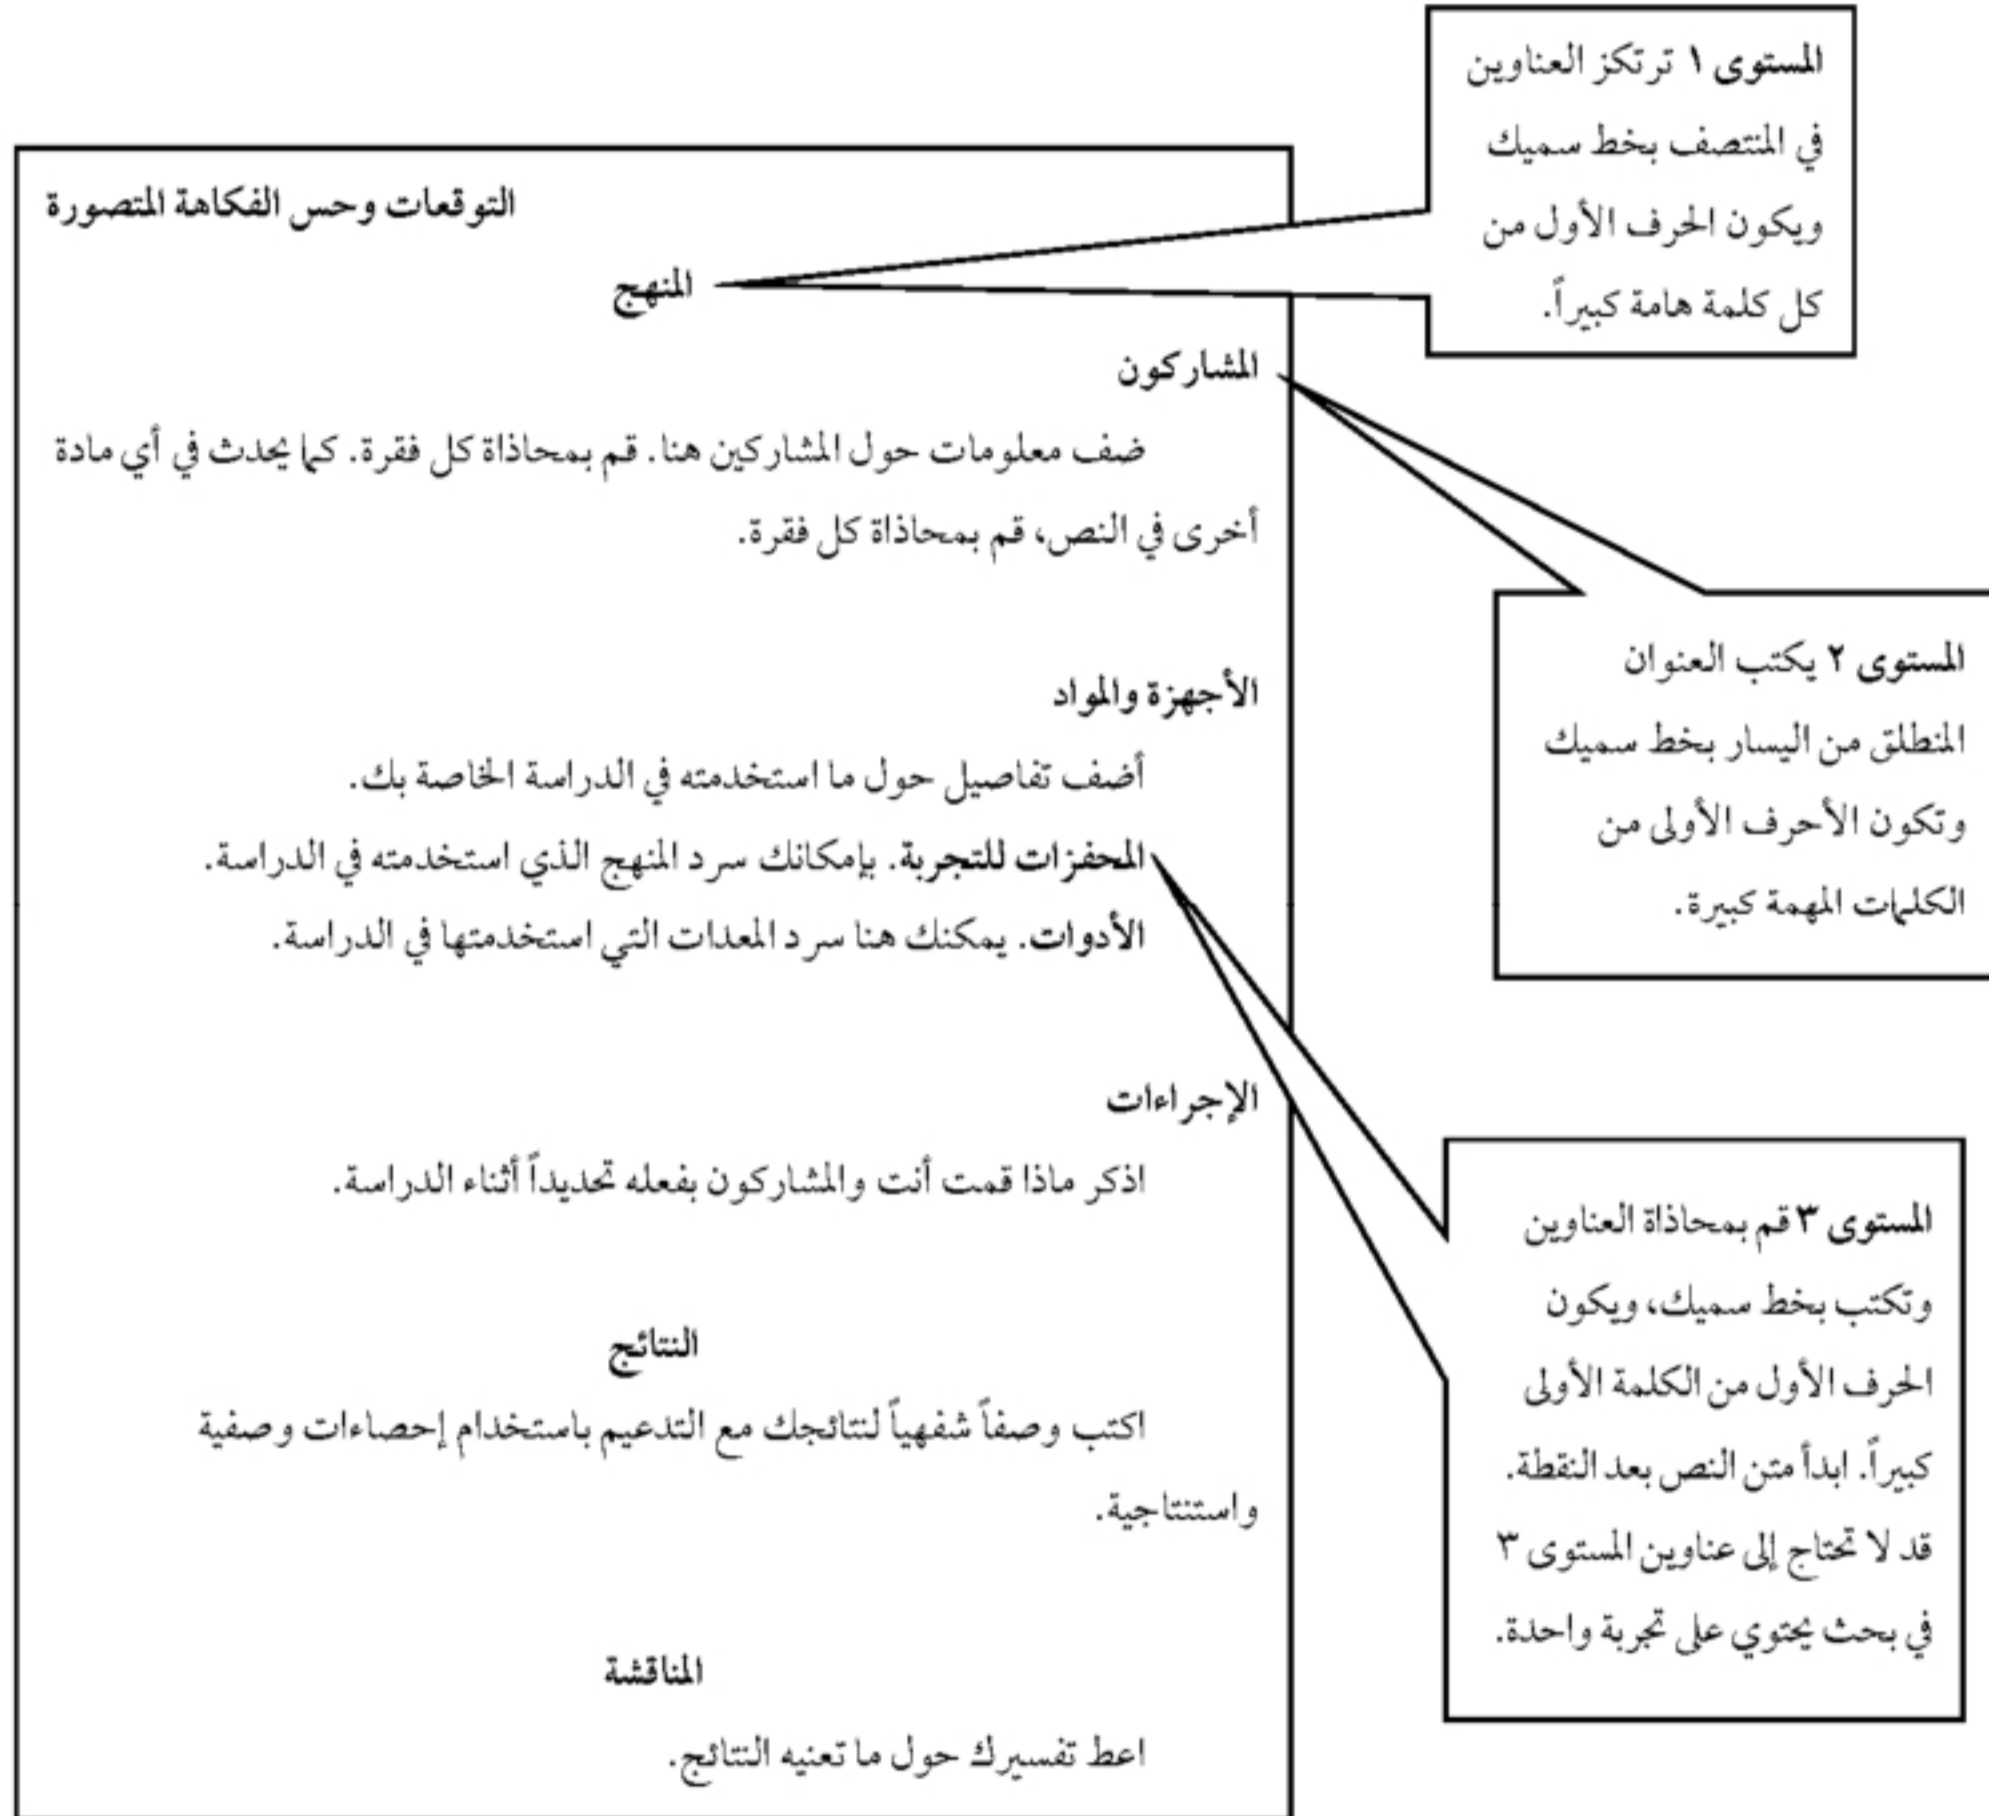 المستوى ١ ترتكز العناوين
في المنتصف بخط سميك
ويكون الحرف الأول من
كل كلمة هامة كبيراً.
التوقعات وحس الفكاهة المتصورة
المنهج
المشاركون
ضف معلومات حول المشاركين هنا. قم بمحاذاة كل فقرة. كما يحدث في أي مادة
أخرى في النص، قم بمحاذاة كل فقرة.
المستوى ٢ يكتب العنوان
المنطلق من اليسار بخط سميك
وتكون الأحرف الأولى من
الكلمات المهمة كبيرة.
الأجهزة والمواد
أضف تفاصيل حول ما استخدمته في الدراسة الخاصة بك.
المحفزات للتجربة. بإمكانك سرد المنهج الذي استخدمته في الدراسة.
الأدوات. يمكنك هنا سرد المعدات التي استخدمتها في الدراسة.
الإجراءات
اذكر ماذا قمت أنت والمشاركون بفعله تحديداً أثناء الدراسة.
المستوى ٣ قم بمحاذاة العناوين
وتكتب بخط سميك، ويكون
الحرف الأول من الكلمة الأولى
كبيراً. ابدأ متن النص بعد النقطة.
قد لا تحتاج إلى عناوين المستوى ٣
في بحث يحتوي على تجربة واحدة.
النتائج
اكتب وصفاً شفهياً لنتائجك مع التدعيم باستخدام إحصاءات وصفية
واستنتاجية.
المناقشة
اعط تفسيرك حول ما تعنيه النتائج.